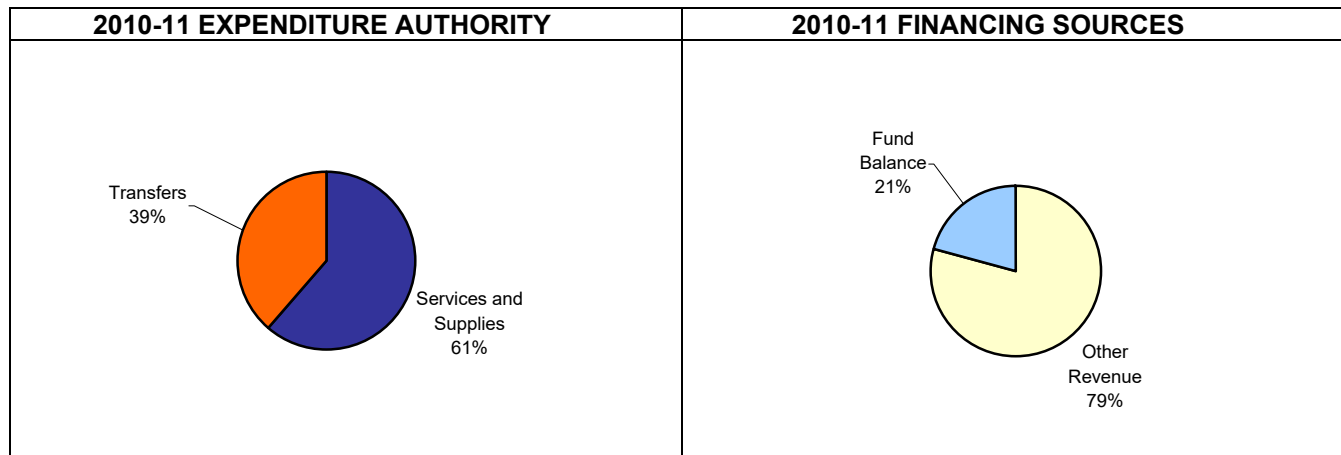 2010-11 EXPENDITURE AUTHORITY
2010-11 FINANCING SOURCES
Transfers
39%
Services and
Supplies
61%
Fund
Balance
21%
Other
Revenue
79%